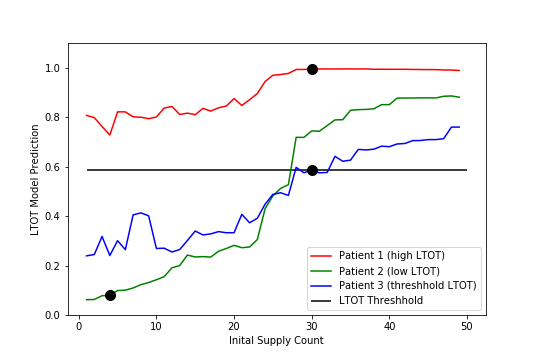 1.0
0.8
0.6
0.4
0.2
0.0
LTOT Model Prediction
0
10
20
30
40
50
Inital Supply Count
Patient 1 (high LTOT)
Patient 2 (low LTOT)
Patient 3 (threshhold LTOT)
LTOT Threshhold